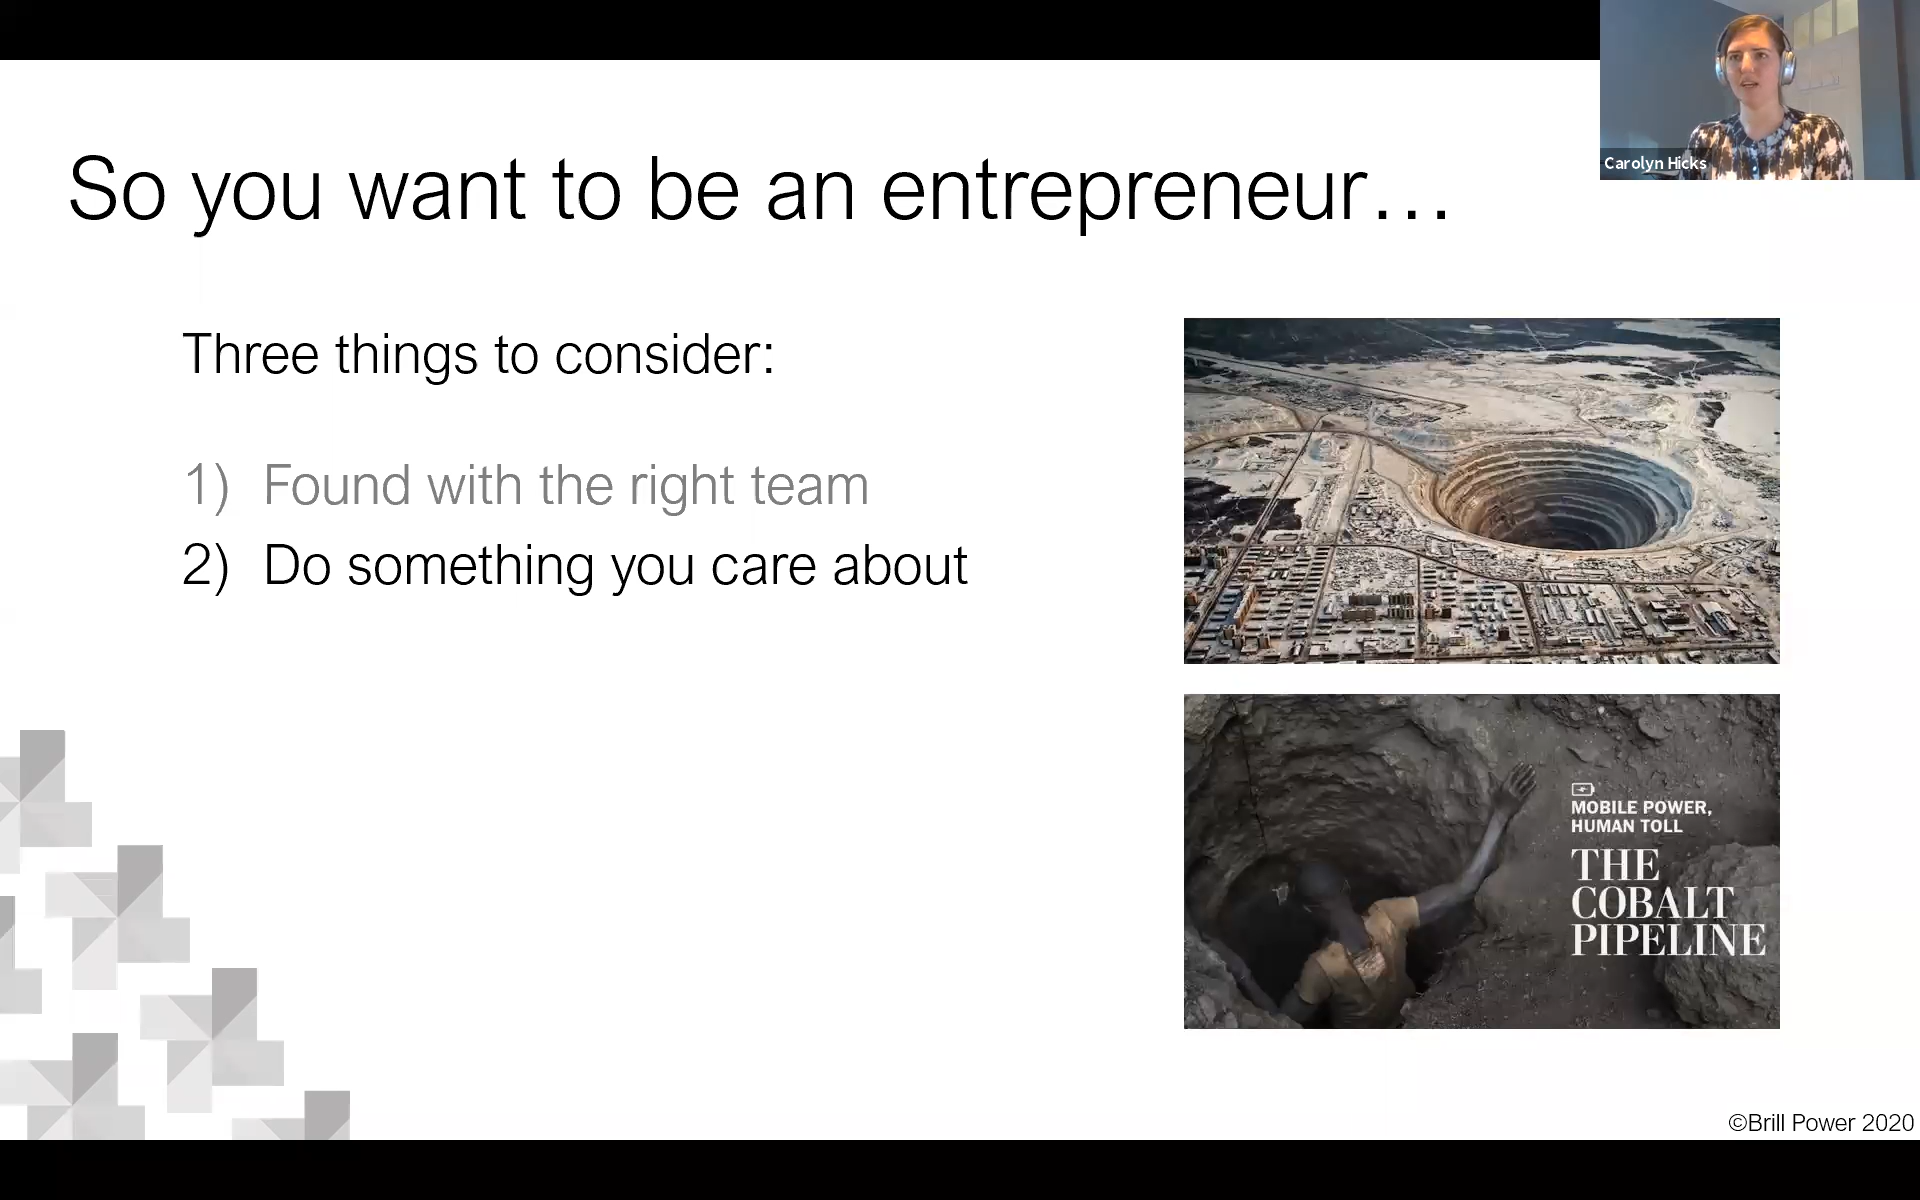 Carolyn Hicks
So you want to be an entrepreneur…
Three things to consider:
1) Found with the right team
2) Do something you care about
MOBILE POWER,
HUMAN TOLL
THE
COBALT
PIPELINE
©Brill Power 2020